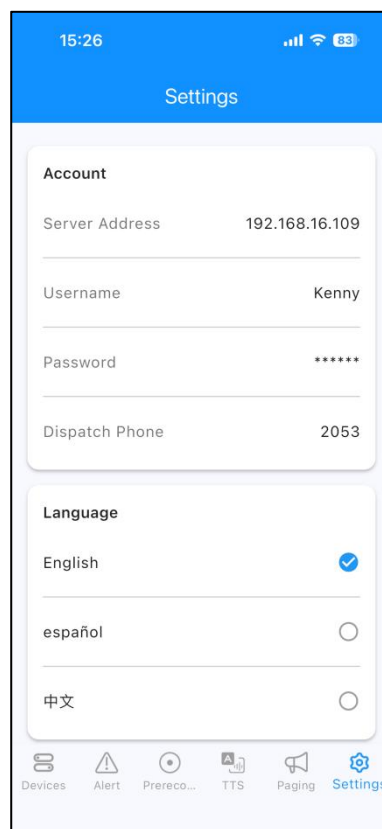 15:26
83
Settings
Account
Server Address 192.168.16.109
Username Kenny
Password ******
Dispatch Phone 2053
Language
English
español
中文
Devices Alert Prereco... TTS Paging Settings